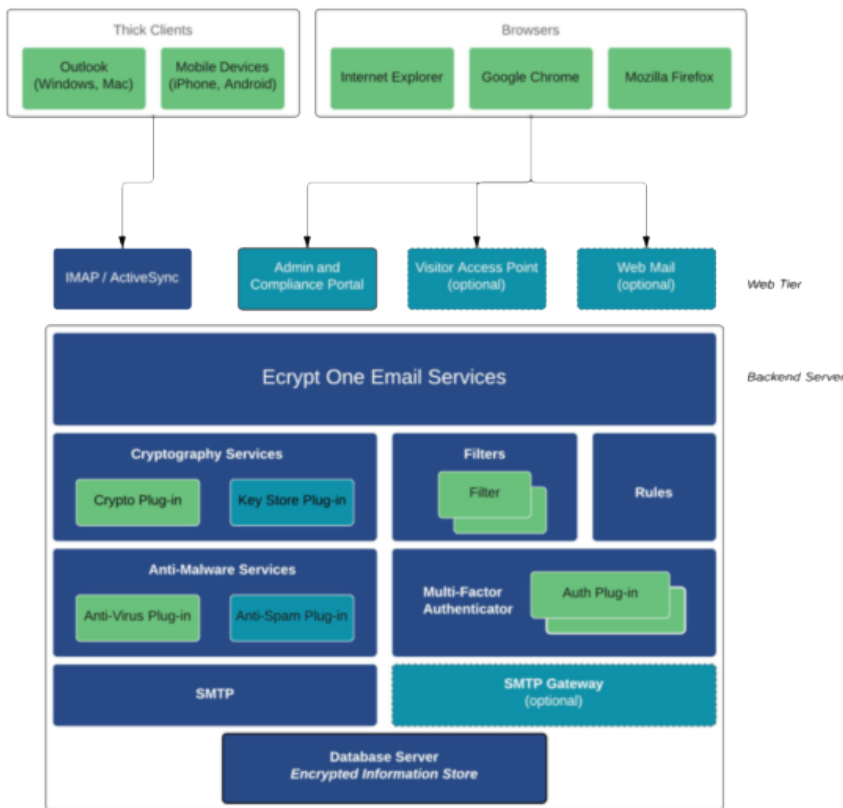 Thick Clients
Browsers
Outlook
(Windows, Mac)
Mobile Devices
(iPhone, Android)
Internet Explorer
Google Chrome
Mozilla Firefox
IMAP / ActiveSync
Admin and
Compliance Portal
Visitor Access Point
(optional)
Web Mail
(optional)
Web Tier
Ecrypt One Email Services
Backend Server
Cryptography Services
Crypto Plug-in
Key Store Plug-in
Filters
Filter
Rules
Anti-Malware Services
Anti-Virus Plug-in
Anti-Spam Plug-in
Multi-Factor
Authenticator
Auth Plug-in
SMTP
SMTP Gateway
(optional)
Database Server
Encrypted Information Store